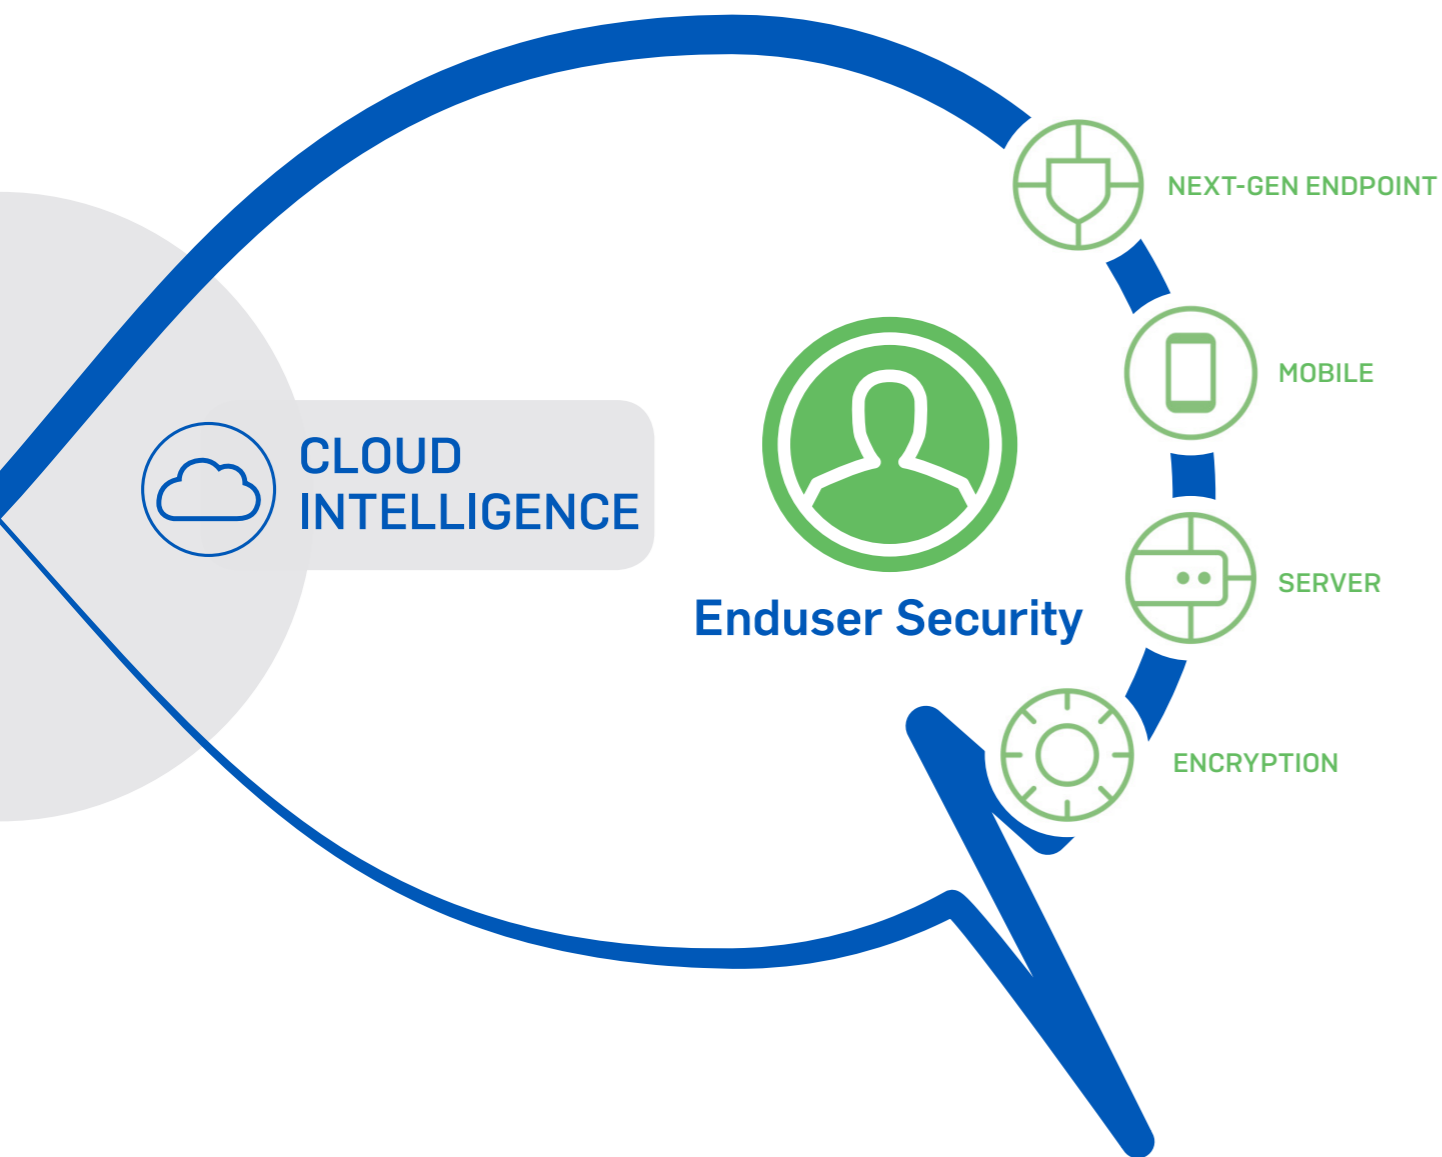 NEXT-GEN ENDPOINT
MOBILE
CLOUD
INTELLIGENCE
SERVER
Enduser Security
ENCRYPTION